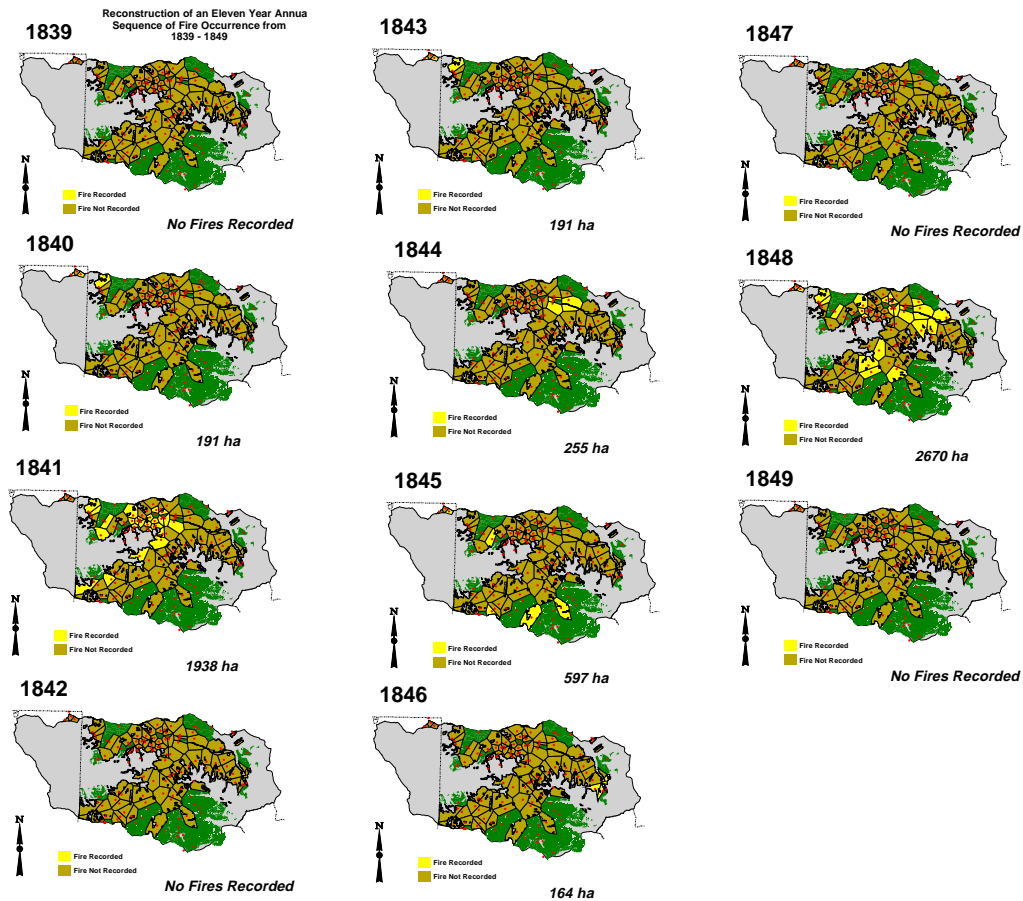 Reconstruction of an Eleven Year Annua
Sequence of Fire Occurrence from
1839 - 1849
1839
N
Fire Recorded
Fire Not Recorded
No Fires Recorded
1840
N
Fire Recorded
Fire Not Recorded
191 ha
1841
N
Fire Recorded
Fire Not Recorded
1938 ha
1842
N
Fire Recorded
Fire Not Recorded
No Fires Recorded
1843
N
Fire Recorded
Fire Not Recorded
191 ha
1844
N
Fire Recorded
Fire Not Recorded
255 ha
1845
N
Fire Recorded
Fire Not Recorded
597 ha
1846
N
Fire Recorded
Fire Not Recorded
164 ha
1847
N
Fire Recorded
Fire Not Recorded
No Fires Recorded
1848
N
Fire Recorded
Fire Not Recorded
2670 ha
1849
N
Fire Recorded
Fire Not Recorded
No Fires Recorded